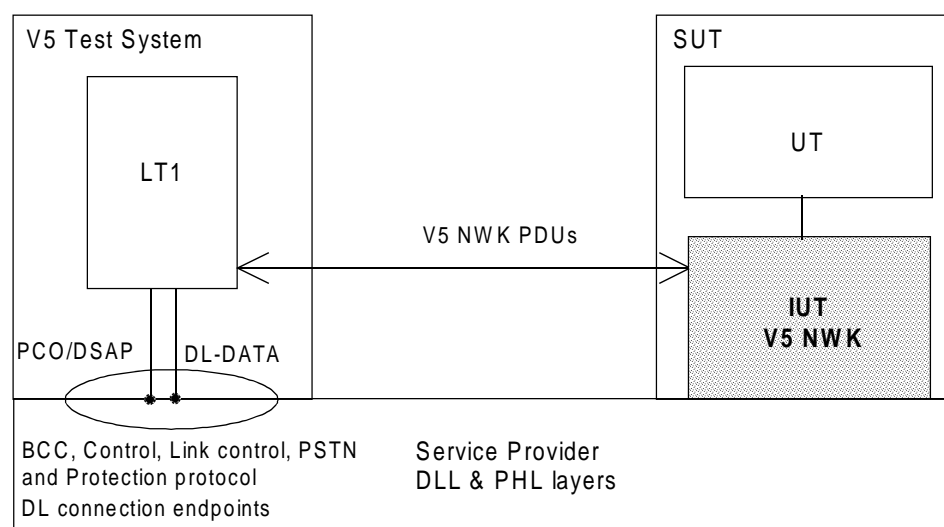 V5 Test System
SUT
LT1
UT
V5 NWK PDUs
IUT
V5 NWK
PCO/DSAP
DL-DATA
BCC, Control, Link control, PSTN
and Protection protocol
DL connection endpoints
Service Provider
DLL & PHL layers